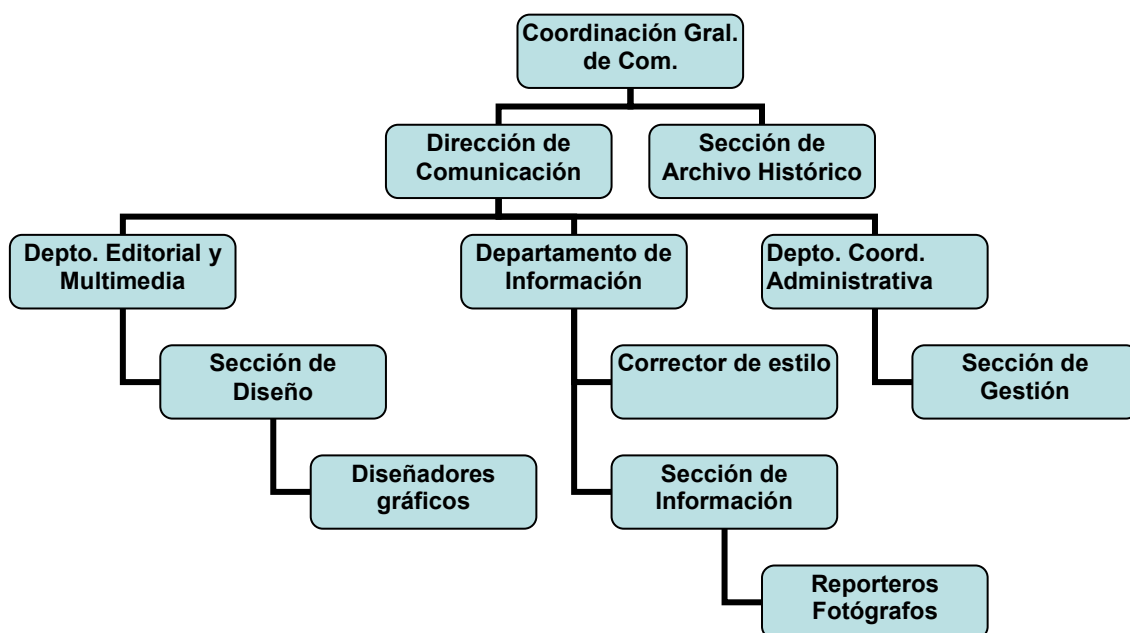 Coordinación Gral.
de Com.
Dirección de
Comunicación
Sección de
Archivo Histórico
Depto. Editorial y
Multimedia
Departamento de
Información
Depto. Coord.
Administrativa
Sección de
Diseño
Corrector de estilo
Sección de
Gestión
Diseñadores
gráficos
Sección de
Información
Reporteros
Fotógrafos